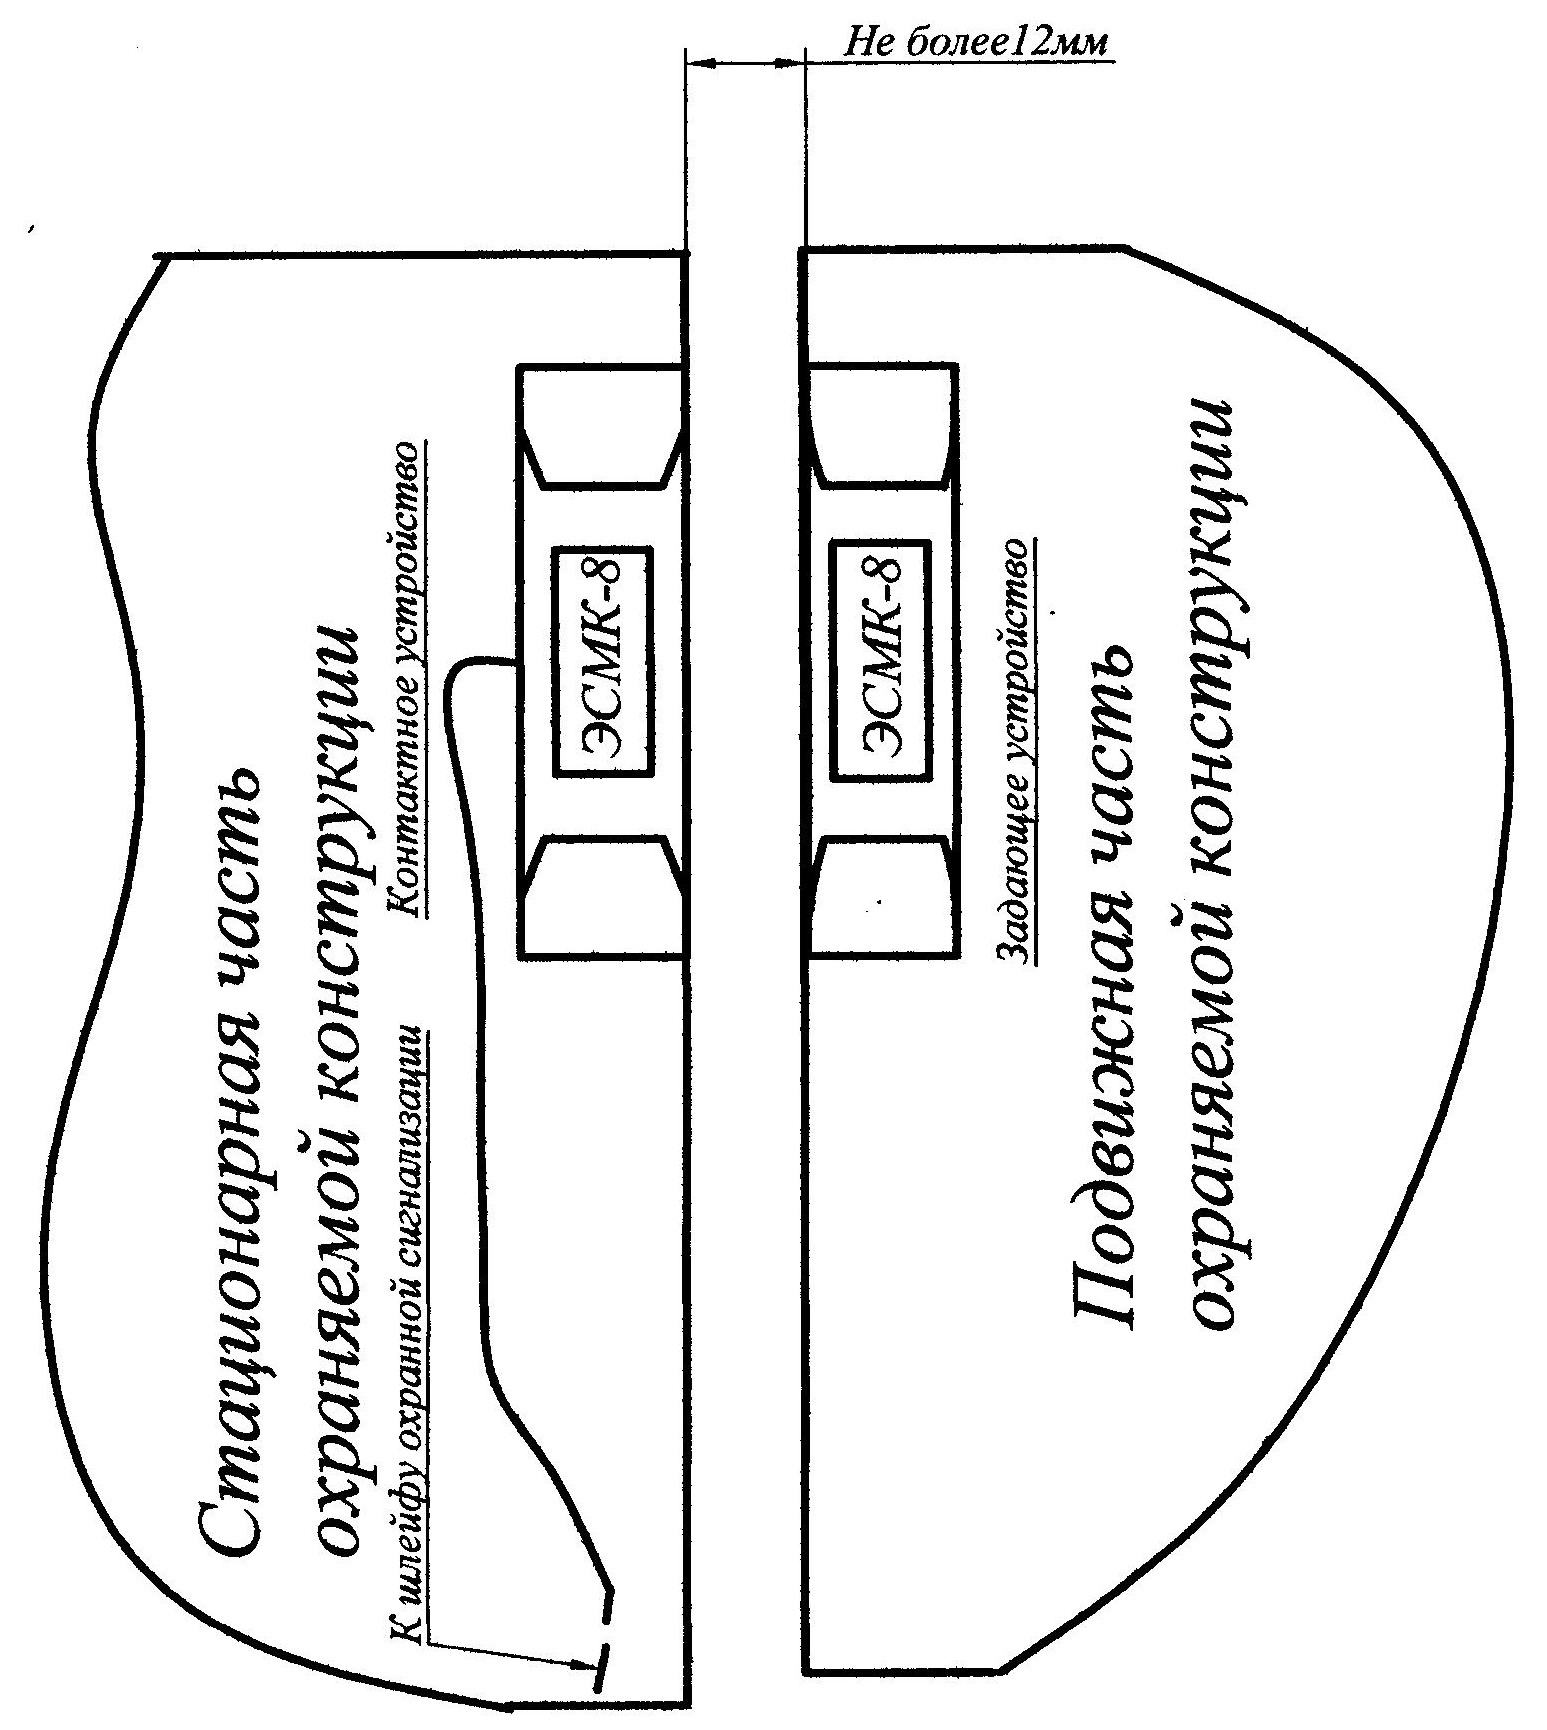 Не более12мм
Стационарная часть
охраняемой конструкции
Контактное устройство
К шлейфу охранной сигнализации
ЭСМК-8
ЭСМК-8
Задающее устройство
Подвижная часть
охраняемой конструкции